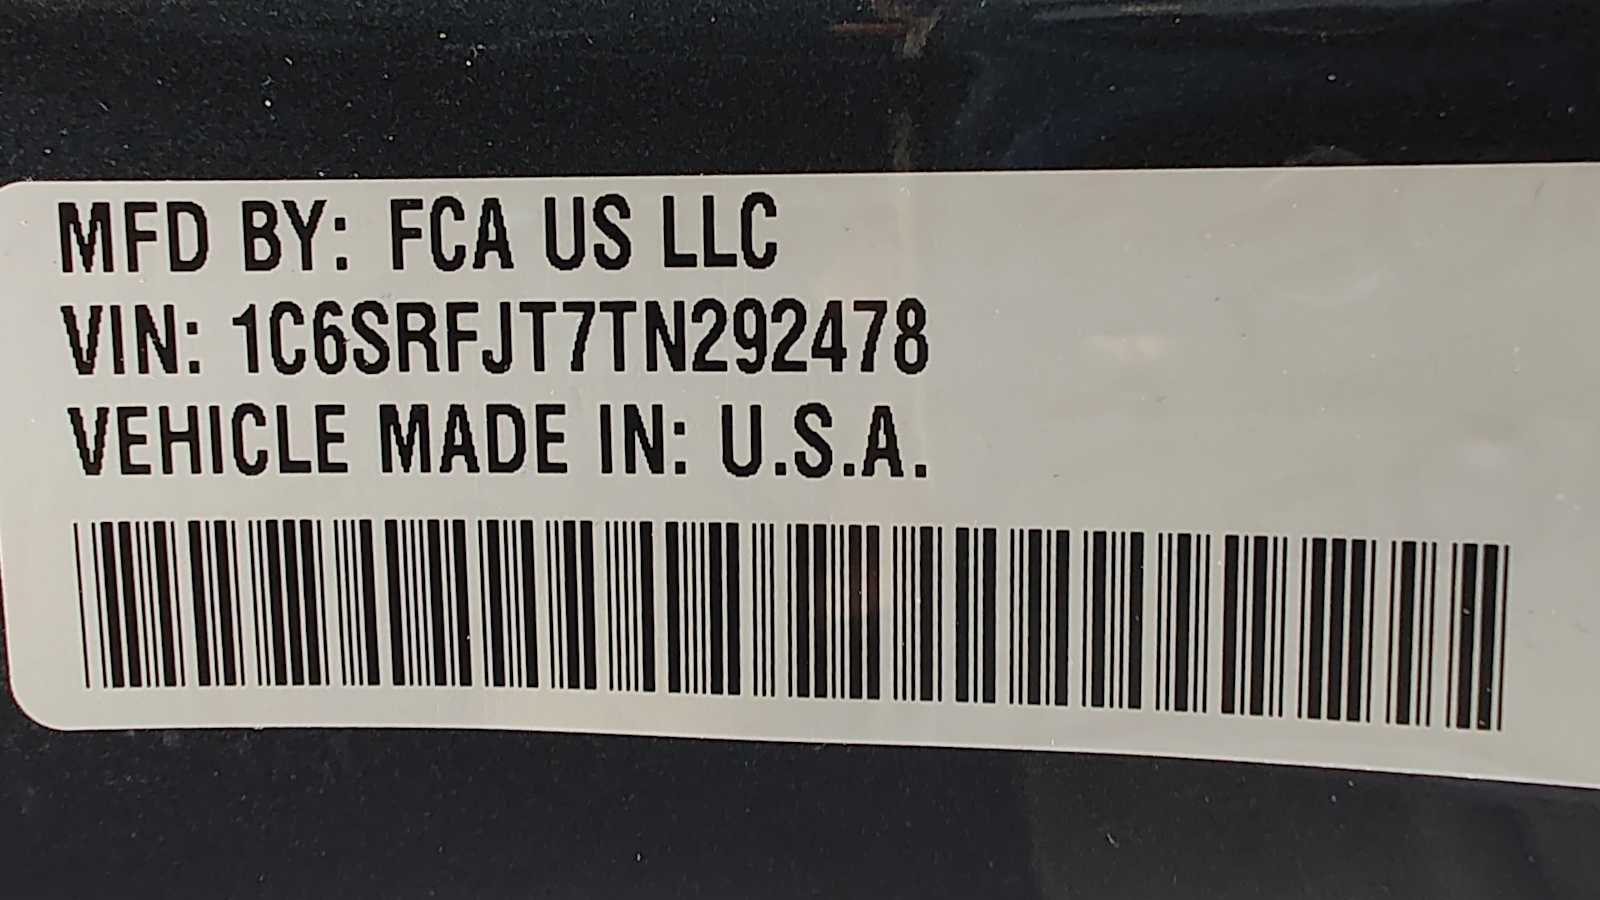 MFD BY: FCA US LLC
VIN: 1C6SRFJT7TN292478
VEHICLE MADE IN: U.S.A.